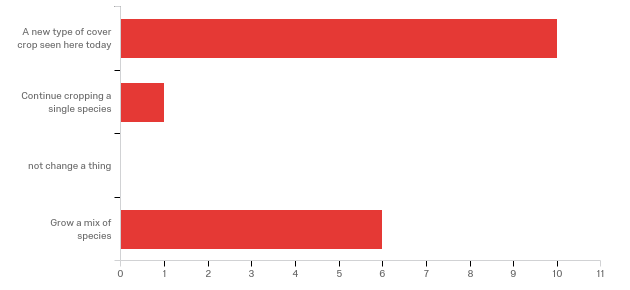 A new type of cover
crop seen here today
Continue cropping a
single species
not change a thing
Grow a mix of
species
0 1 2 3 4 5 6 7 8 9 10 11